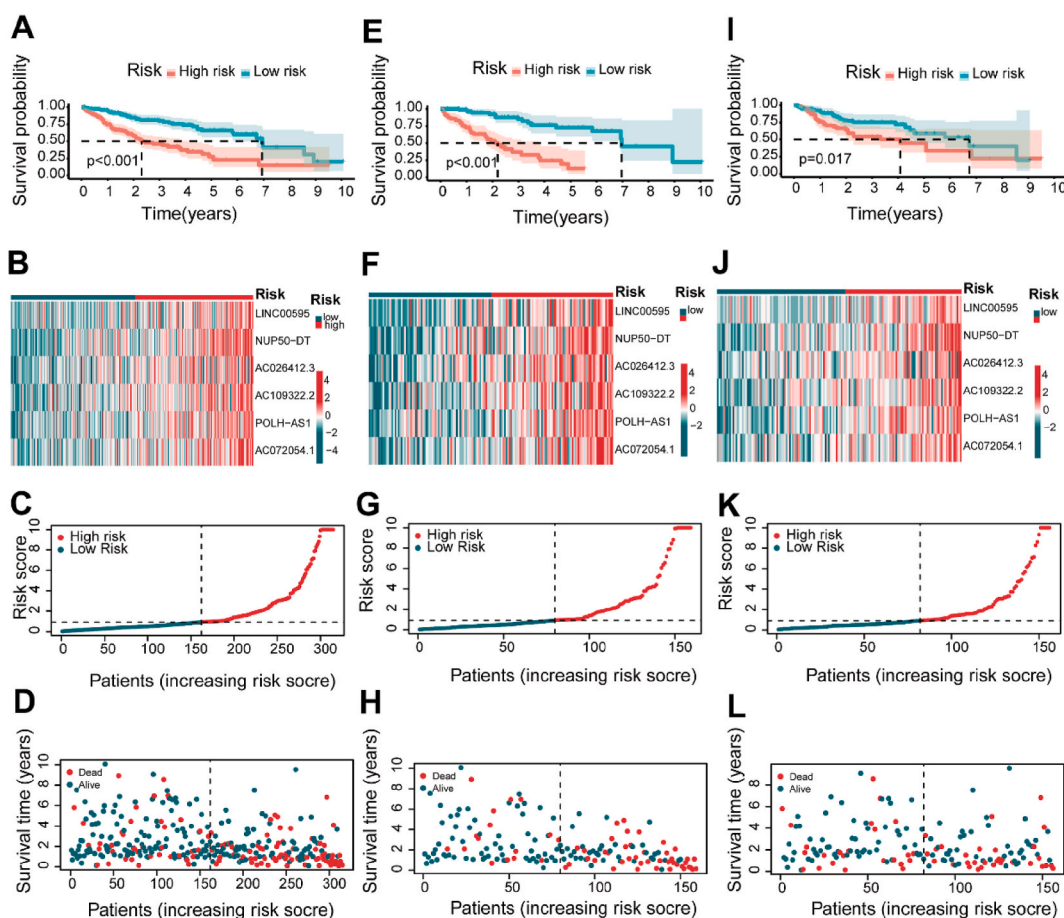 A
Risk High risk Low risk
Survival probability
1.00
0.75
0.50
0.25
0.00
p<0.001
0 1 2 3 4 5 6 7 8 9 10
Time(years)
E
Risk High risk Low risk
Survival probability
1.00
0.75
0.50
0.25
0.00
p<0.001
0 1 2 3 4 5 6 7 8 9 10
Time(years)
I
Risk High risk Low risk
Survival probability
1.00
0.75
0.50
0.25
0.00
p=0.017
0 1 2 3 4 5 6 7 8 9 10
Time(years)
B
Risk
LINC00595
NUP50-DT
AC026412.3
AC109322.2
POLH-AS1
AC072054.1
Risk
low
high
4
2
0
−2
−4
F
Risk
LINC00595
NUP50-DT
AC026412.3
AC109322.2
POLH-AS1
AC072054.1
Risk
low
4
2
0
−2
J
Risk
LINC00595
NUP50-DT
AC026412.3
AC109322.2
POLH-AS1
AC072054.1
Risk
low
4
2
0
−2
C
High risk
Low Risk
Risk score
10
8
6
4
2
0
0 50 100 150 200 250 300
Patients (increasing risk socre)
G
High risk
Low Risk
Risk score
10
8
6
4
2
0
0 50 100 150
Patients (increasing risk socre)
K
High risk
Low Risk
Risk score
10
8
6
4
2
0
0 50 100 150
Patients (increasing risk socre)
D
Dead
Alive
Survival time (years)
10
8
6
4
2
0
0 50 100 150 200 250 300
Patients (increasing risk socre)
H
Dead
Alive
Survival time (years)
10
8
6
4
2
0
0 50 100 150
Patients (increasing risk socre)
L
Dead
Alive
Survival time (years)
10
8
6
4
2
0
0 50 100 150
Patients (increasing risk socre)